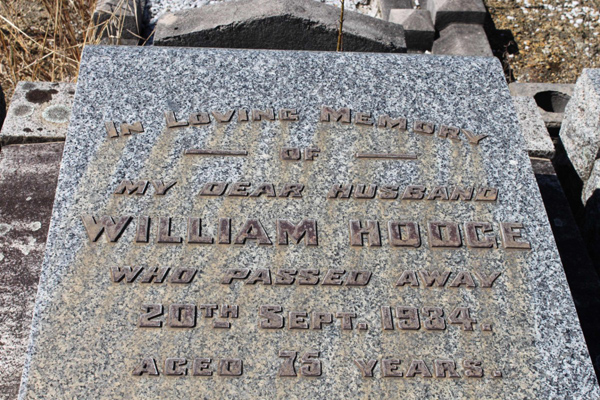 IN LOVING MEMORY
OF
MY DEAR HUSBAND
WILLIAM HODGE
WHO PASSED AWAY
20TH SEPT. 1934.
AGED 75 YEARS.